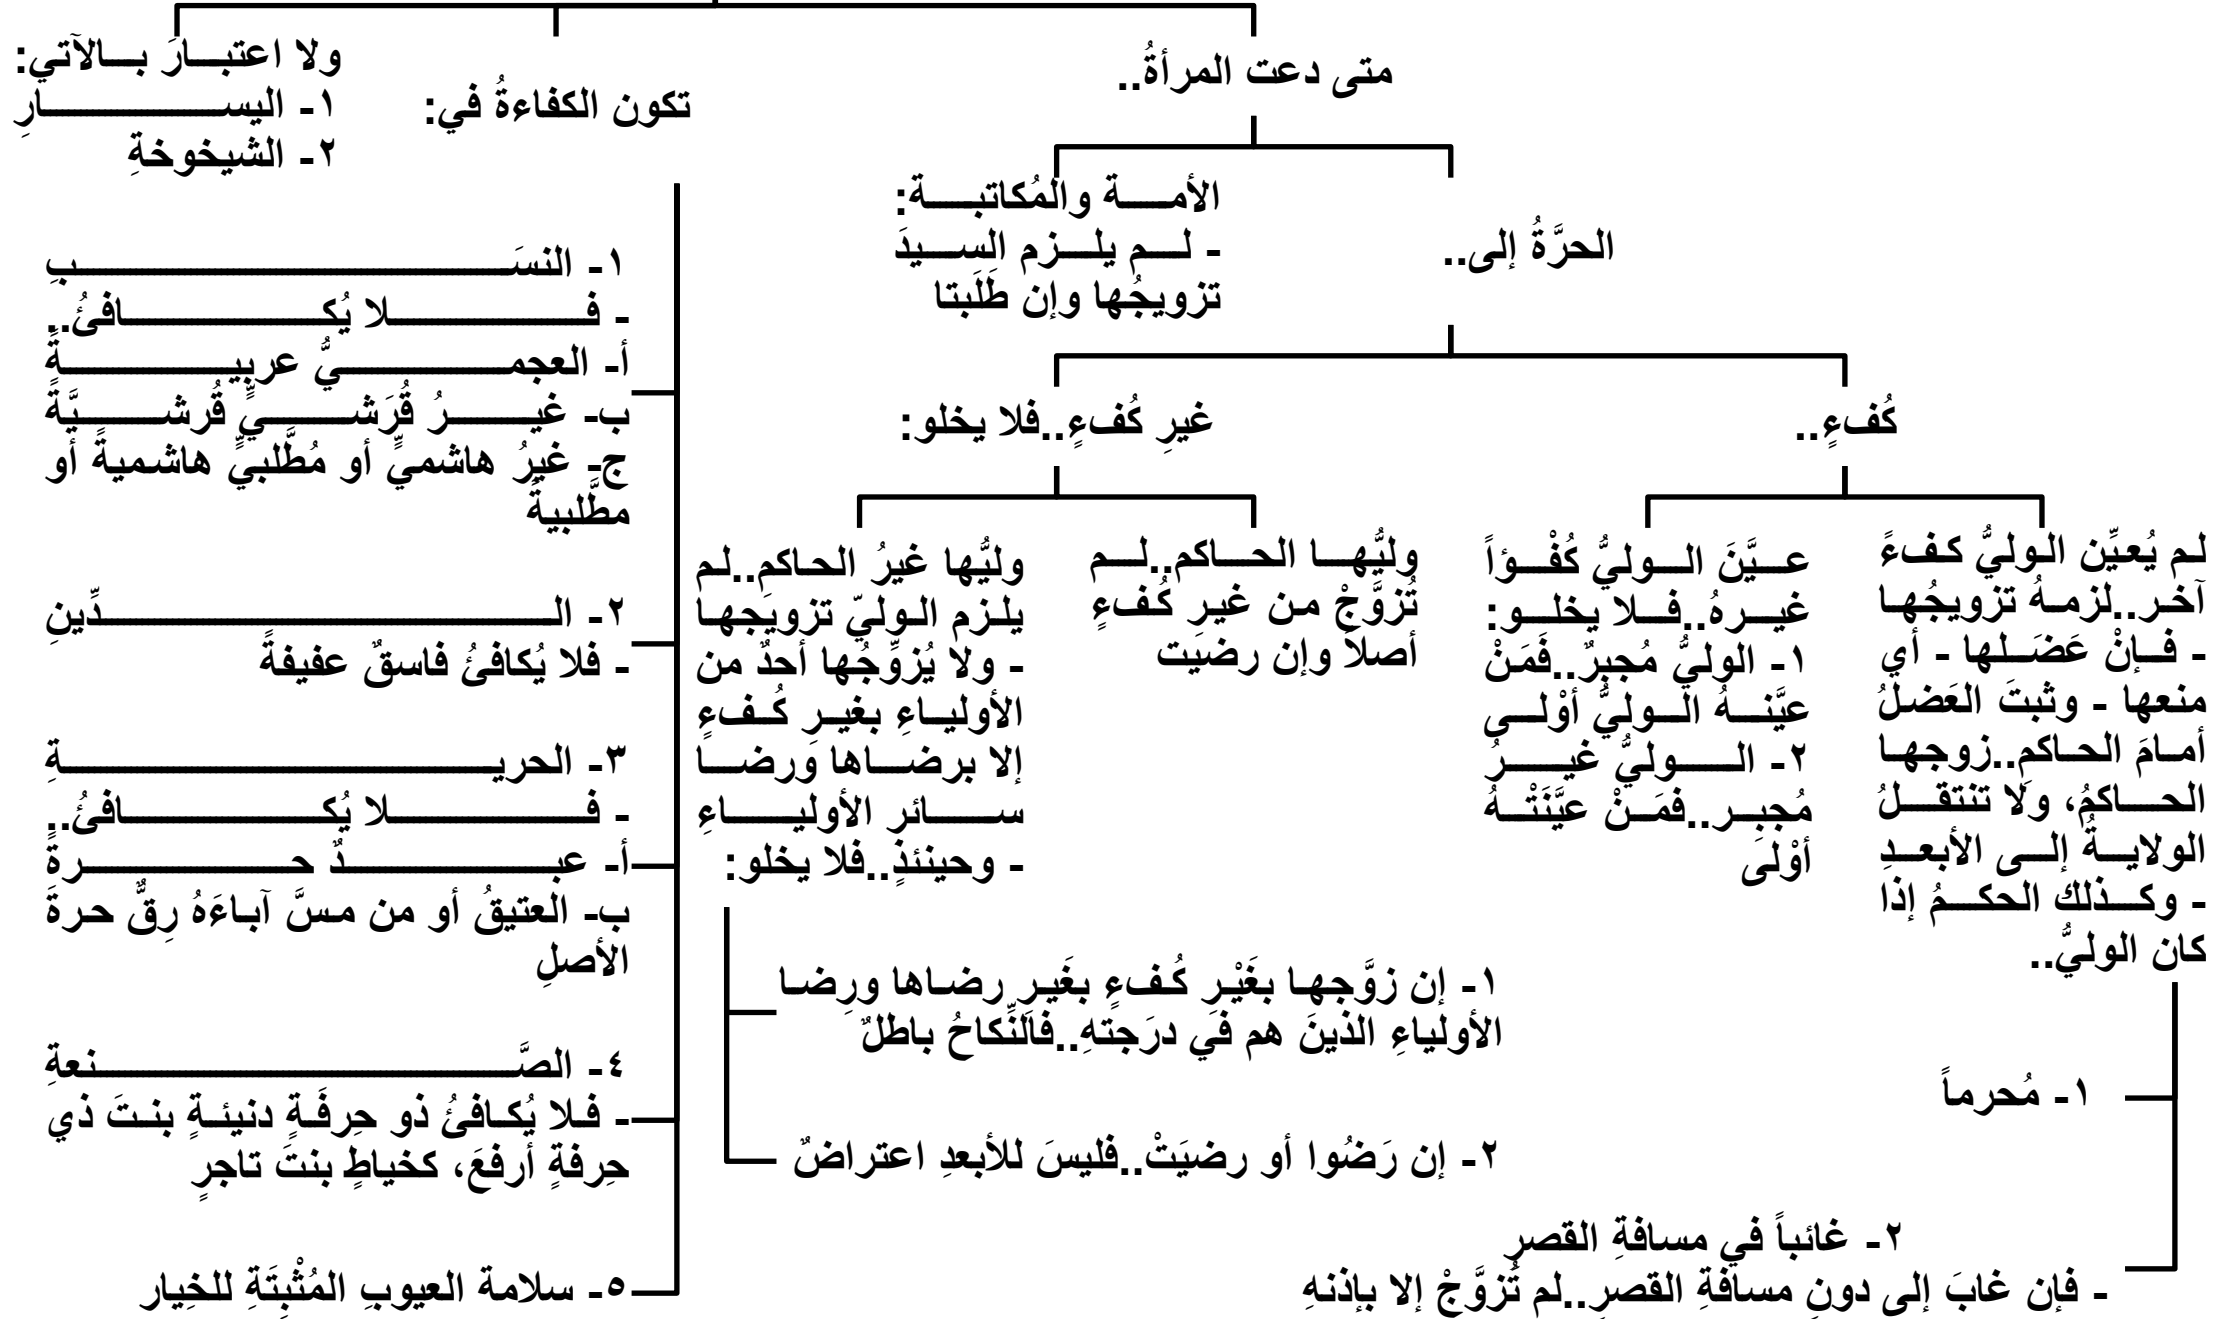 متى دعت المرأةُ..
الأمة والمُكاتبة:
- لم يلزم السيدَ
تزويجُها وإن طَلَبتا
الحرَّةُ إلى..
كُفءٍ..
لم يُعيِّن الوليُّ كفءً
آخر..لزمهُ تزويجُها
- فإنْ عَضَلها - أي
منعها - وثبتَ العَضلُ
أمامَ الحاكمِ..زوجها
الحاكمُ، ولا تنتقلُ
الولايةُ إلى الأبعدِ
- وكذلك الحكمُ إذا
كان الوليُّ..
١- مُحرماً
٢- غائباً في مسافةِ القصرِ
- فإن غابَ إلى دونِ مسافةِ القصرِ..لم تُزوَّجْ إلا بإذنهِ
عيَّنَ الوليُّ كُفْؤاً
غيرهُ..فلا يخلو:
١- الوليُّ مُجبرٌ..فَمَنْ
عيَّنهُ الوليُّ أوْلى
٢- الوليُّ غيرُ
مُجبِر..فمَنْ عيَّنَتْهُ
أوْلى
غيرِ كُفءٍ..فلا يخلو:
وليُّها الحاكم..لم
تُزوَّجْ من غيرِ كُفءٍ
أصلاً وإن رضيَت
وليُّها غيرُ الحاكمِ..لم
يلزم الوليّ تزويجها
- ولا يُزوِّجُها أحدٌ من
الأولياءِ بغيرِ كُفءٍ
إلا برضاها ورضا
سائر الأولياءِ
- وحينئذٍ..فلا يخلو:
١- إن زوَّجها بغَيْرِ كُفءٍ بغَيرِ رضاها ورِضا
الأولياءِ الذينَ هم في درَجتهِ..فالنِّكاحُ باطلٌ
٢- إن رَضُوا أو رضيَتْ..فليسَ للأبعدِ اعتراضٌ
تكون الكفاءةُ في:
١- النسَبِ
- فلا يُكافئُ..
أ- العجميُّ عربيةً
ب- غيرُ قُرَشيٍّ قُرشيَّةً
ج- غيرُ هاشميٍّ أو مُطَّلبيٍّ هاشميةً أو
مطَّلبيةً
٢- الدِّينِ
- فلا يُكافئُ فاسقٌ عفيفةً
٣- الحريةِ
- فلا يُكافئُ..
أ- عبدٌ حرةً
ب- العتيقُ أو من مسَّ آباءَهُ رِقٌّ حرةَ
الأصلِ
٤- الصَّنعةِ
- فلا يُكافئُ ذو حِرفَةٍ دنيئةٍ بنتَ ذي
حِرفةٍ أرفعَ، كخياطٍ بنتَ تاجرٍ
٥- سلامة العيوبِ المُثْبِتَةِ للخِيار
ولا اعتبارَ بالآتي:
١- اليسارِ
٢- الشيخوخةِ